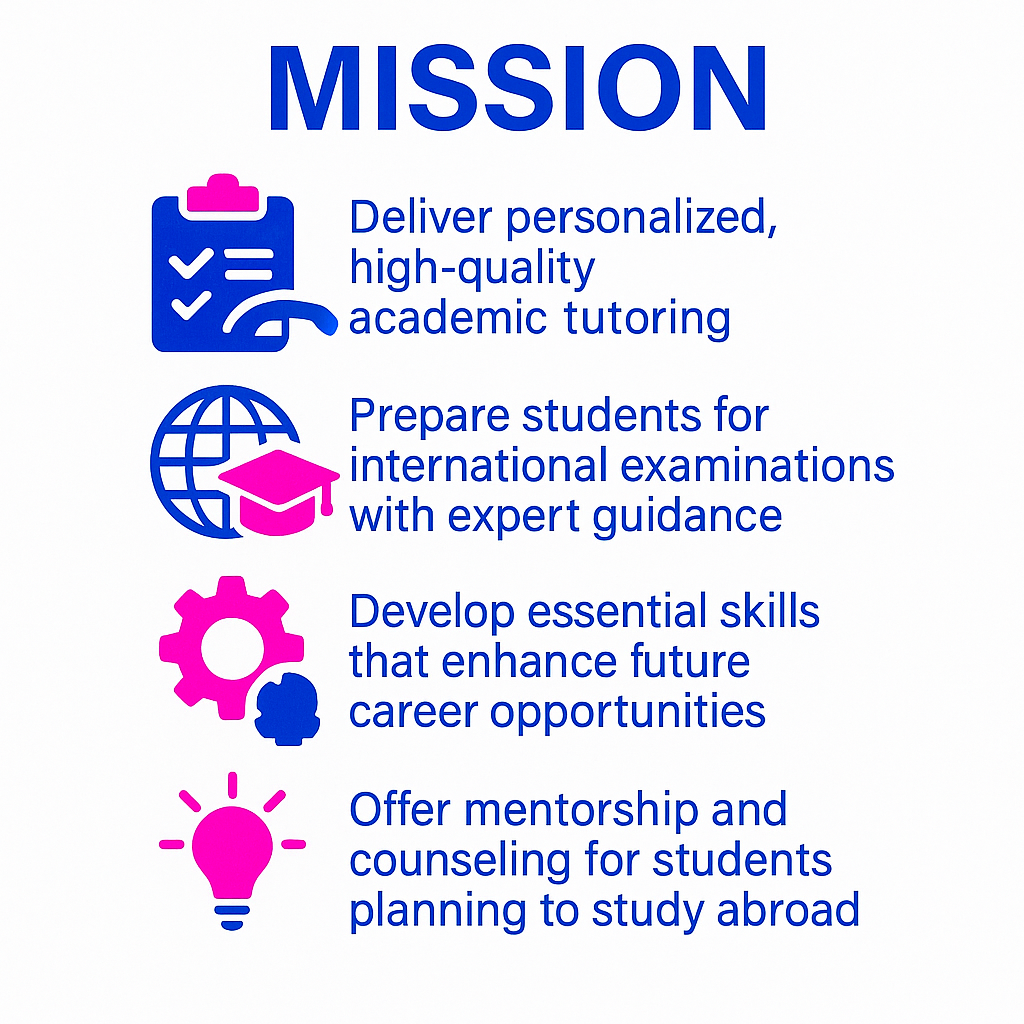 MISSION
Deliver personalized,
high-quality
academic tutoring
Prepare students for
international examinations
with expert guidance
Develop essential skills
that enhance future
career opportunities
Offer mentorship and
counseling for students
planning to study abroad